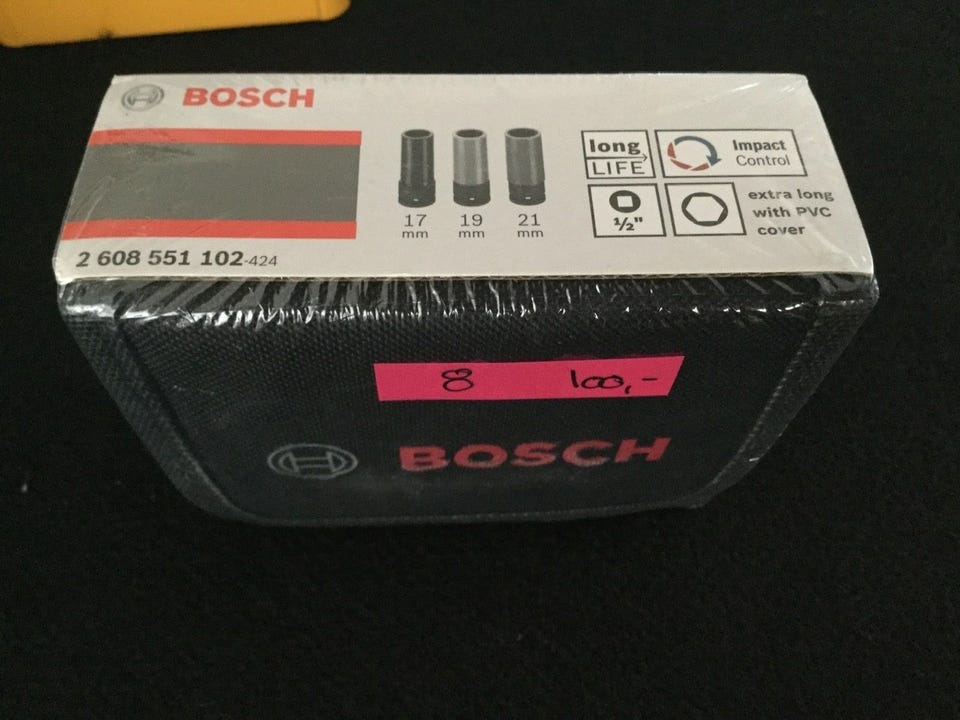 BOSCH
17 mm
19 mm
21 mm
long LIFE
Impact Control
1/2"
extra long with PVC cover
2 608 551 102-424
8 100,-
BOSCH